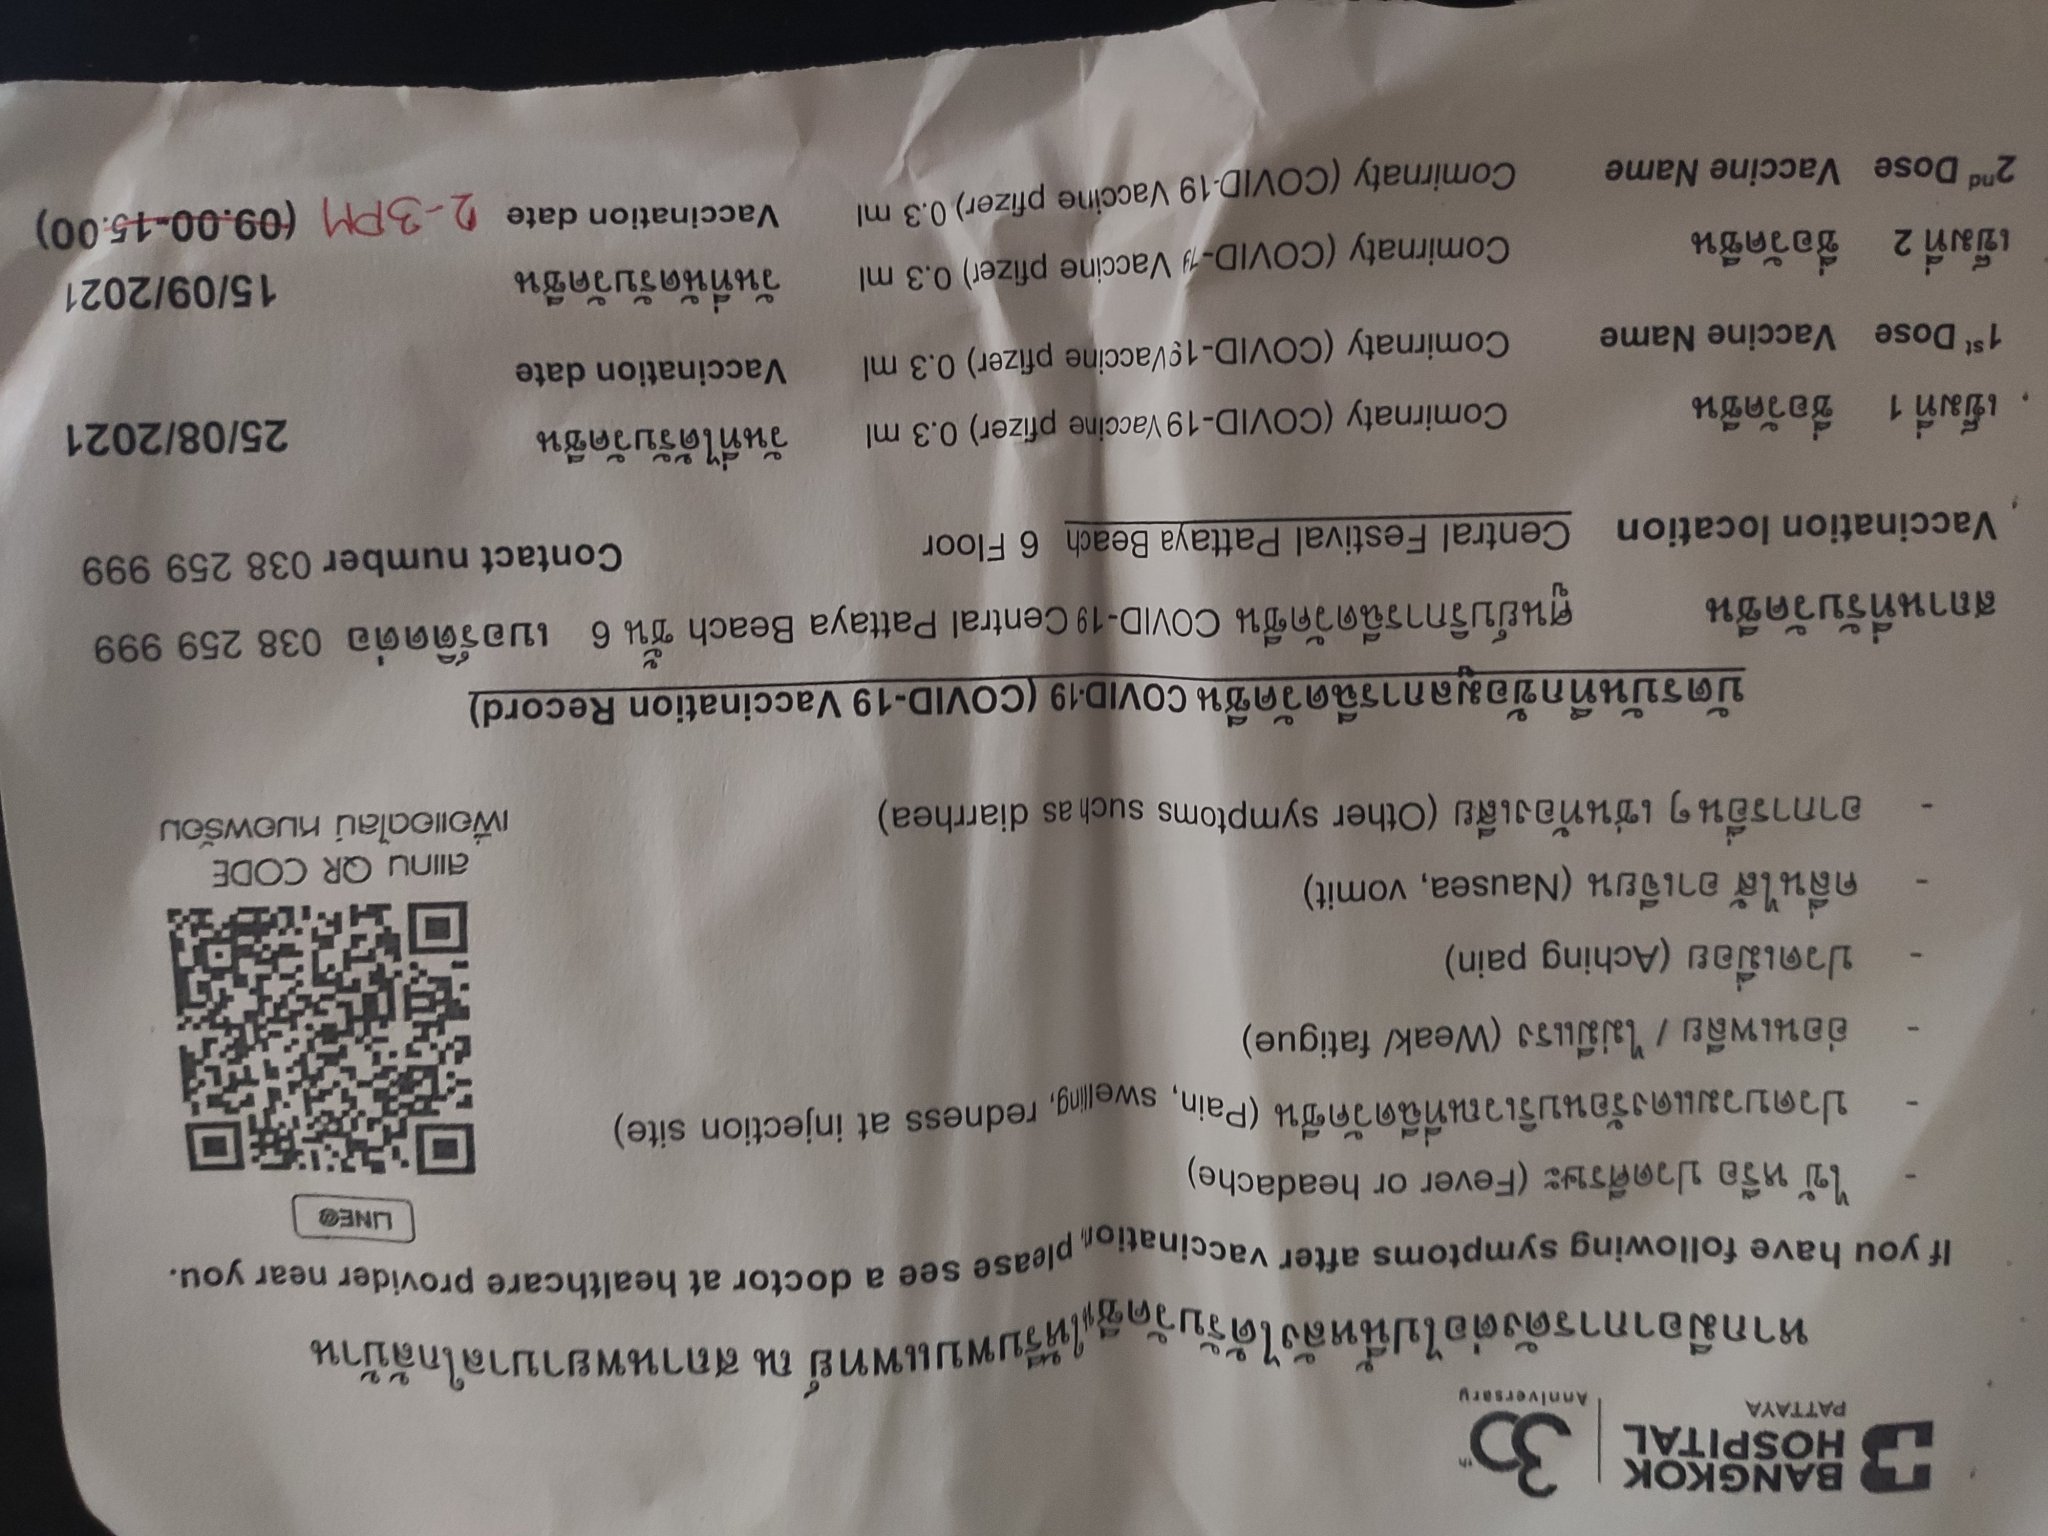 BANGKOK
HOSPITAL
PATTAYA
30th
Anniversary
หากมีอาการดังต่อไปนี้หลังได้รับวัคซีน ให้รีบพบแพทย์ ณ สถานพยาบาลใกล้บ้าน
If you have following symptoms after vaccination, please see a doctor at healthcare provider near you.
- ไข้ หรือ ปวดศีรษะ (Fever or headache)
- ปวดบวมแดงร้อนบริเวณที่ฉีดวัคซีน (Pain, swelling, redness at injection site)
- อ่อนเพลีย / ไม่มีแรง (Weak/ fatigue)
- ปวดเมื่อย (Aching pain)
- คลื่นไส้ อาเจียน (Nausea, vomit)
- อาการอื่นๆ เช่นท้องเสีย (Other symptoms such as diarrhea)
LINE@
สแกน QR CODE
เพื่อแอดไลน์ หมอพร้อม
บัตรบันทึกข้อมูลการฉีดวัคซีน COVID-19 (COVID-19 Vaccination Record)
สถานที่รับวัคซีน ศูนย์บริการฉีดวัคซีน COVID-19 Central Pattaya Beach ชั้น 6 เบอร์ติดต่อ 038 259 999
Vaccination location Central Festival Pattaya Beach 6 Floor Contact number 038 259 999
เข็มที่ 1 ชื่อวัคซีน Comirnaty (COVID-19 Vaccine pfizer) 0.3 ml วันที่ได้รับวัคซีน 25/08/2021
1st Dose Vaccine Name Comirnaty (COVID-19 Vaccine pfizer) 0.3 ml Vaccination date
เข็มที่ 2 ชื่อวัคซีน Comirnaty (COVID-19 Vaccine pfizer) 0.3 ml วันที่นัดรับวัคซีน 15/09/2021
2nd Dose Vaccine Name Comirnaty (COVID-19 Vaccine pfizer) 0.3 ml Vaccination date 2-3PM (09.00-15.00)